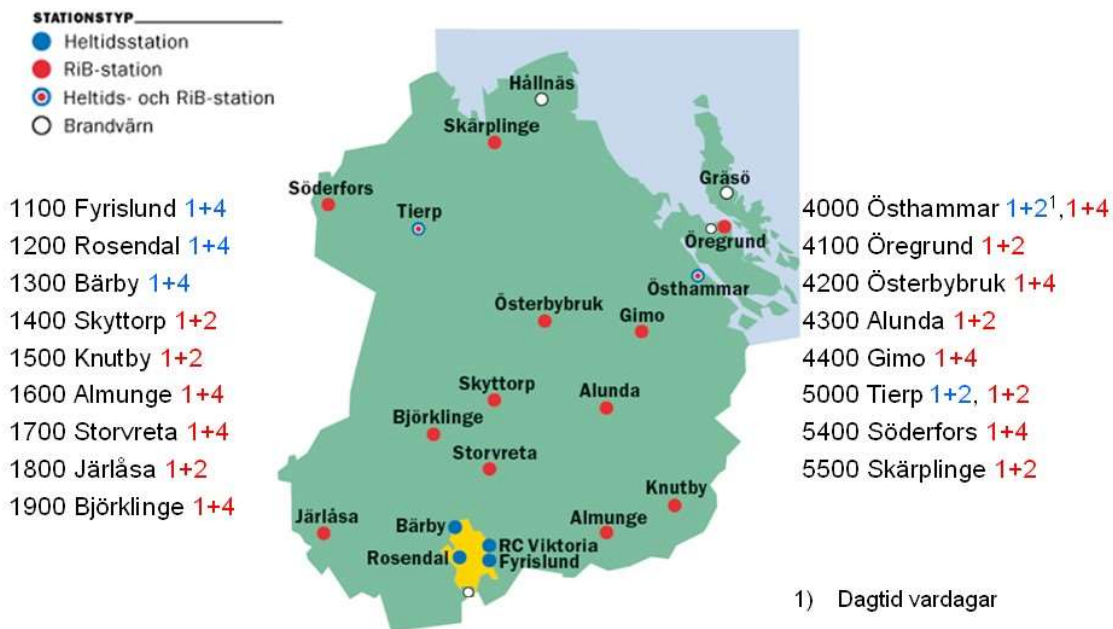 STATIONSTYP
Heltidsstation
RiB-station
Heltids- och RiB-station
Brandvärn
1100 Fyrislund 1+4
1200 Rosendal 1+4
1300 Bärby 1+4
1400 Skyttorp 1+2
1500 Knutby 1+2
1600 Almunge 1+4
1700 Storvreta 1+4
1800 Järlåsa 1+2
1900 Björklinge 1+4
Hållnäs
Skärplinge
Söderfors
Tierp
Gräsö
Öregrund
Östhammar
Österbybruk
Gimo
Skyttorp
Alunda
Björklinge
Storvreta
Knutby
Järlåsa
Bärby
Almunge
RC Viktoria
Rosendal
Fyrislund
4000 Östhammar 1+2¹,1+4
4100 Öregrund 1+2
4200 Österbybruk 1+4
4300 Alunda 1+2
4400 Gimo 1+4
5000 Tierp 1+2, 1+2
5400 Söderfors 1+4
5500 Skärplinge 1+2
1) Dagtid vardagar